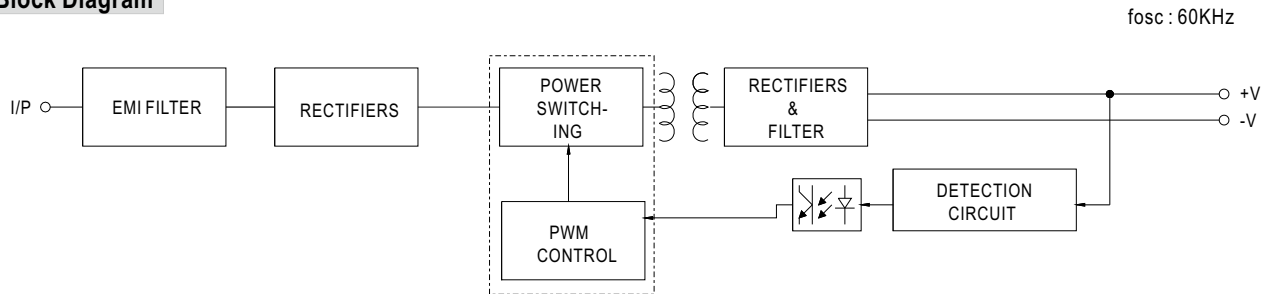 Block Diagram
fosc : 60KHz
I/P
EMI FILTER
RECTIFIERS
POWER
SWITCH-
ING
RECTIFIERS
&
FILTER
+V
-V
DETECTION
CIRCUIT
PWM
CONTROL